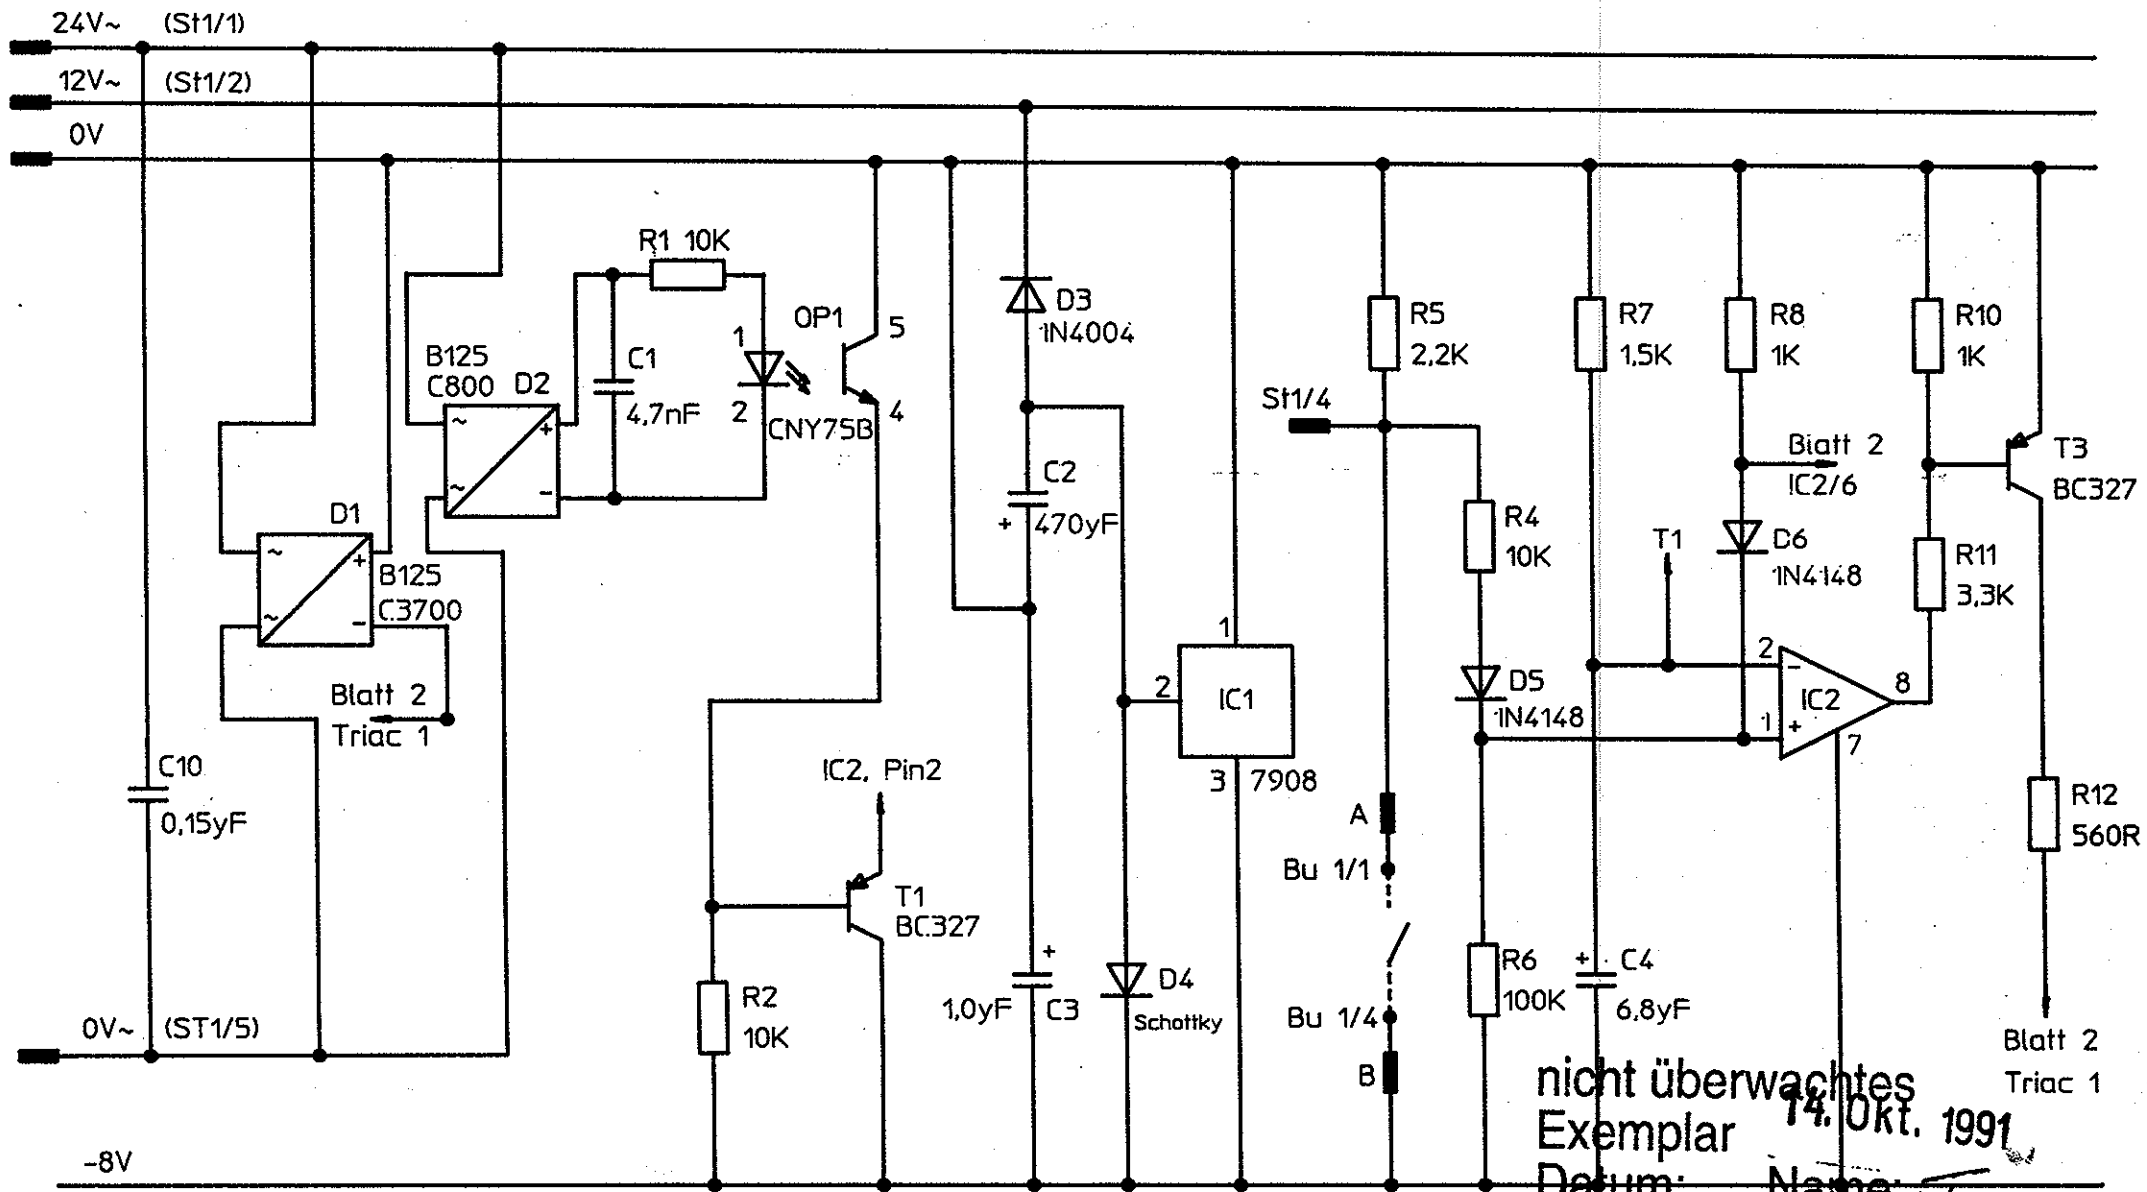 24V~ (St1/1)
12V~ (St1/2)
0V
R1 10K
OP1
5
1
2
4
CNY75B
B125
C800
D2
~
~
+
−
C1
4,7nF
D1
~
~
+
−
B125
C3700
Blatt 2
Triac 1
C10
0,15yF
0V~ (ST1/5)
-8V
IC2, Pin2
T1
BC327
R2
10K
D3
1N4004
C2
470yF
+
1
2
IC1
3 7908
+
1,0yF C3
D4
Schottky
R5
2,2K
St1/4
R4
10K
D5
1N4148
A
Bu 1/1
Bu 1/4
B
R6
100K
R7
1,5K
T1
+ C4
6,8yF
R8
1K
Blatt 2
IC2/6
D6
1N4148
2
−
IC2
8
1
+
7
R10
1K
R11
3,3K
T3
BC327
R12
560R
Blatt 2
Triac 1
nicht überwachtes
Exemplar
14. Okt. 1991
Datum: Name: